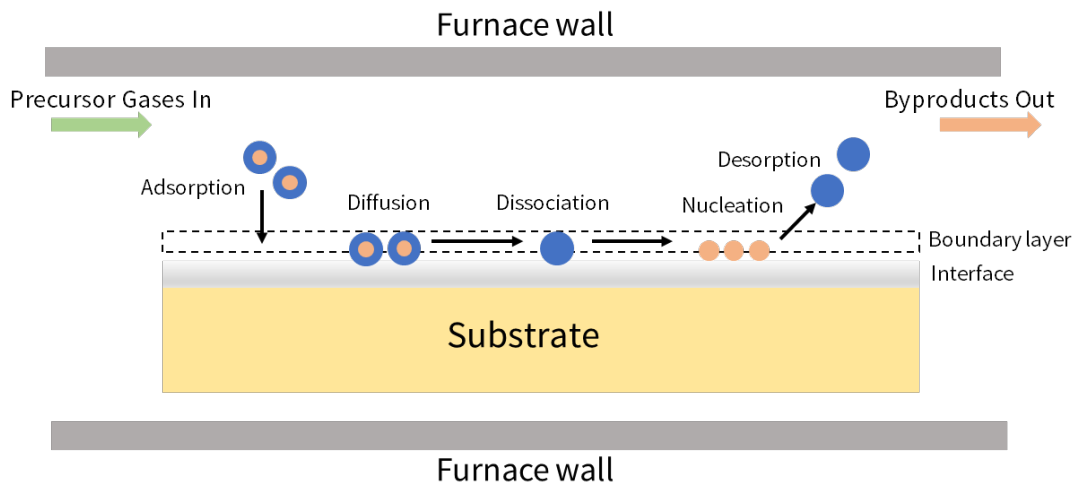 Furnace wall
Precursor Gases In
Byproducts Out
Desorption
Adsorption
Diffusion
Dissociation
Nucleation
Boundary layer
Interface
Substrate
Furnace wall